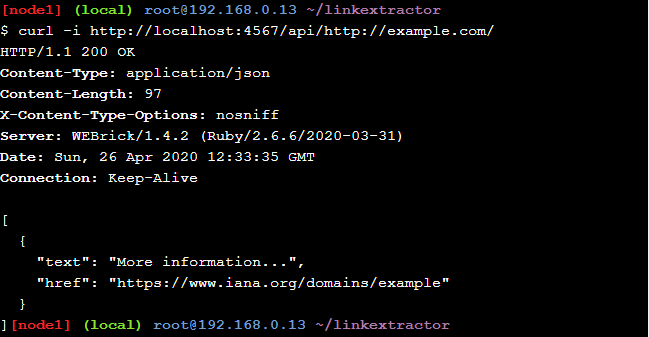 [node1] (local) root@192.168.0.13 ~/linkextractor
$ curl -i http://localhost:4567/api/http://example.com/
HTTP/1.1 200 OK
Content-Type: application/json
Content-Length: 97
X-Content-Type-Options: nosniff
Server: WEBrick/1.4.2 (Ruby/2.6.6/2020-03-31)
Date: Sun, 26 Apr 2020 12:33:35 GMT
Connection: Keep-Alive

[
  {
    "text": "More information...",
    "href": "https://www.iana.org/domains/example"
  }
][node1] (local) root@192.168.0.13 ~/linkextractor